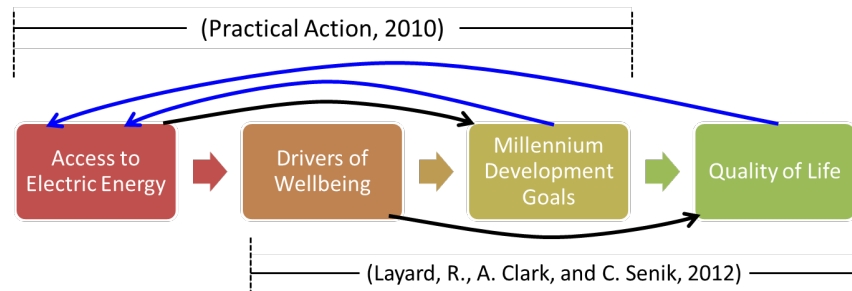 (Practical Action, 2010)
Access to
Electric Energy
Drivers of
Wellbeing
Millennium
Development
Goals
Quality of Life
(Layard, R., A. Clark, and C. Senik, 2012)